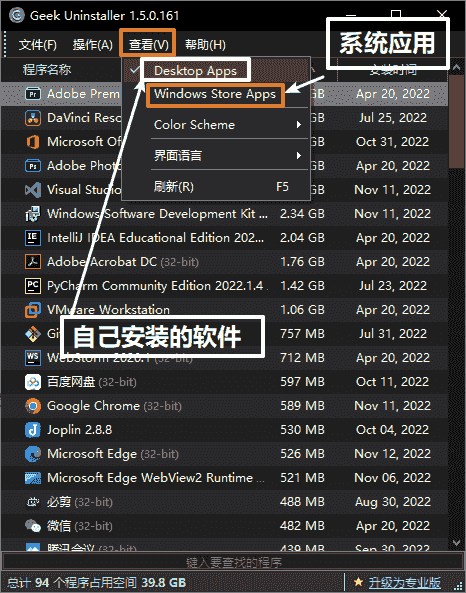 Geek Uninstaller 1.5.0.161
文件(F) 操作(A) 查看(V) 帮助(H)
系统应用
程序名称 安装时间
Desktop Apps
Windows Store Apps
Color Scheme
界面语言
刷新(R) F5
Adobe Prem GB Apr 20, 2022
DaVinci Resol GB Jul 25, 2022
Microsoft Of GB Oct 31, 2022
Adobe Phot GB Apr 20, 2022
Visual Studio GB Nov 11, 2022
Windows Software Development Kit ... 2.34 GB Nov 11, 2022
IntelliJ IDEA Educational Edition 202... 2.04 GB Apr 20, 2022
Adobe Acrobat DC (32-bit) 1.76 GB Apr 20, 2022
PyCharm Community Edition 2022.1.4 1.42 GB Jul 23, 2022
VMware Workstation 1.06 GB Apr 20, 2022
自己安装的软件
Gi 757 MB Jul 31, 2022
WebStorm 2020.1 712 MB Apr 20, 2022
百度网盘 (32-bit) 597 MB Oct 11, 2022
Google Chrome (32-bit) 589 MB Nov 11, 2022
Joplin 2.8.8 530 MB Oct 04, 2022
Microsoft Edge (32-bit) 526 MB Nov 12, 2022
Microsoft Edge WebView2 Runtime ... 521 MB Nov 06, 2022
必剪 (32-bit) 488 MB Aug 30, 2022
微信 (32-bit) 482 MB Apr 20, 2022
腾讯会议 (32-bit) 439 MB Sep 30, 2022
键入要查找的程序
总计 94 个程序占用空间 39.8 GB
升级为专业版